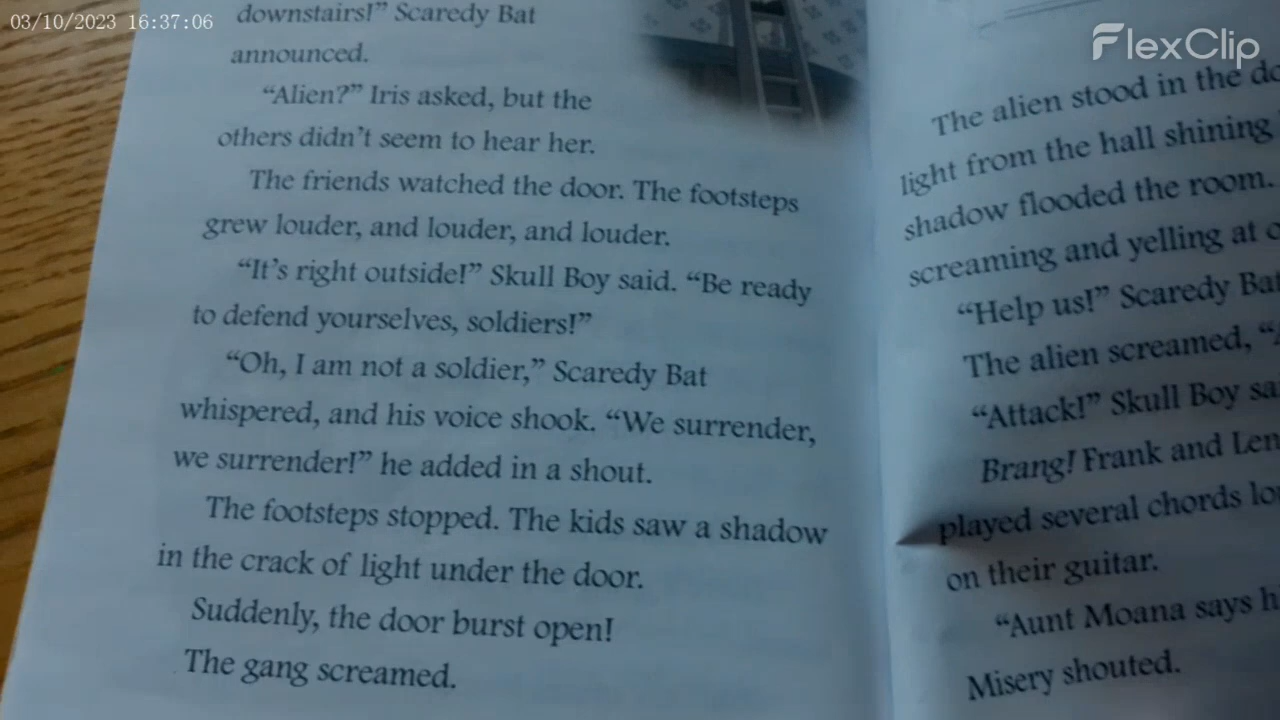 03/10/2023 16:37:06
FlexClip
downstairs!” Scaredy Bat
announced.
“Alien?” Iris asked, but the
others didn’t seem to hear her.
The friends watched the door. The footsteps
grew louder, and louder, and louder.
“It’s right outside!” Skull Boy said. “Be ready
to defend yourselves, soldiers!”
“Oh, I am not a soldier,” Scaredy Bat
whispered, and his voice shook. “We surrender,
we surrender!” he added in a shout.
The footsteps stopped. The kids saw a shadow
in the crack of light under the door.
Suddenly, the door burst open!
The gang screamed.
The alien stood in the
light from the hall shining
shadow flooded the room.
screaming and yelling at
“Help us!” Scaredy
The alien screamed,
“Attack!” Skull Boy
Brang! Frank and
played several chords
on their guitar.
“Aunt Moana says
Misery shouted.